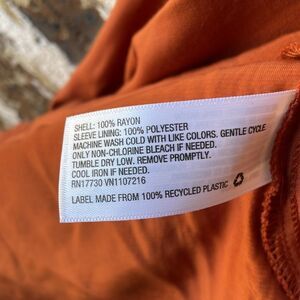 SHELL: 100% RAYON
SLEEVE LINING: 100% POLYESTER
MACHINE WASH COLD WITH LIKE COLORS. GENTLE CYCLE
ONLY NON-CHLORINE BLEACH IF NEEDED.
TUMBLE DRY LOW. REMOVE PROMPTLY.
COOL IRON IF NEEDED.
RN17730 VN1107216
LABEL MADE FROM 100% RECYCLED PLASTIC